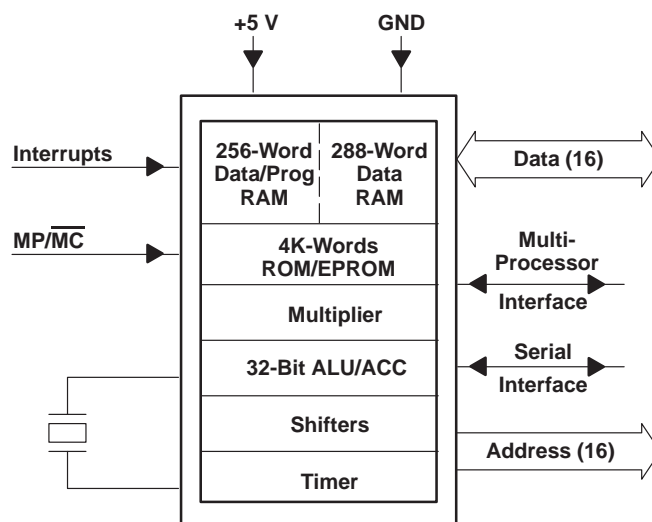 +5 V
GND
Interrupts
MP/M̅C̅
256-Word
Data/Prog
RAM
288-Word
Data
RAM
4K-Words
ROM/EPROM
Multiplier
32-Bit ALU/ACC
Shifters
Timer
Data (16)
Multi-
Processor
Interface
Serial
Interface
Address (16)